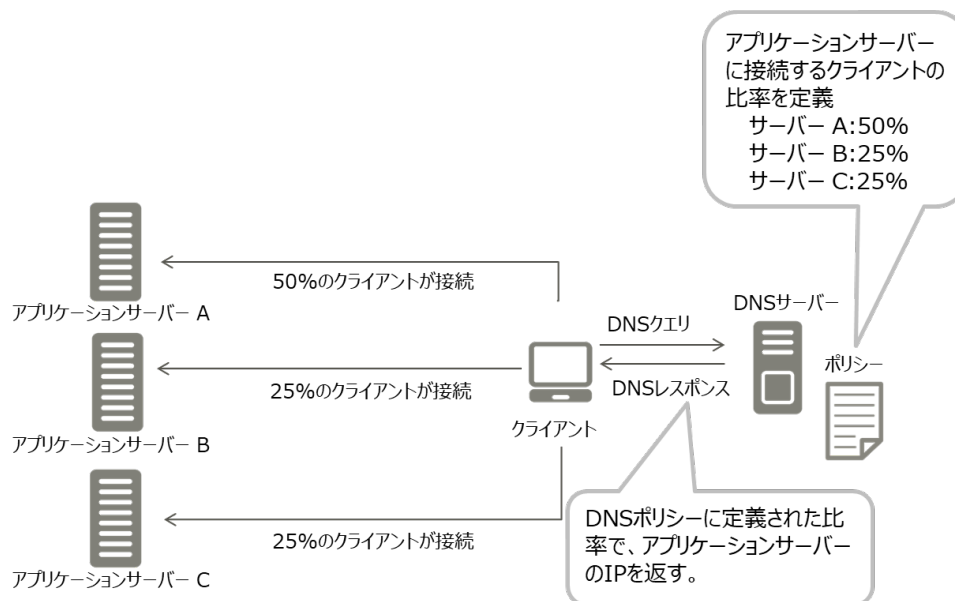 アプリケーションサーバー
に接続するクライアントの
比率を定義
サーバー A:50%
サーバー B:25%
サーバー C:25%
50%のクライアントが接続
アプリケーションサーバー A
DNSサーバー
DNSクエリ
ポリシー
25%のクライアントが接続
DNSレスポンス
クライアント
アプリケーションサーバー B
DNSポリシーに定義された比
率で、アプリケーションサーバー
のIPを返す。
25%のクライアントが接続
アプリケーションサーバー C